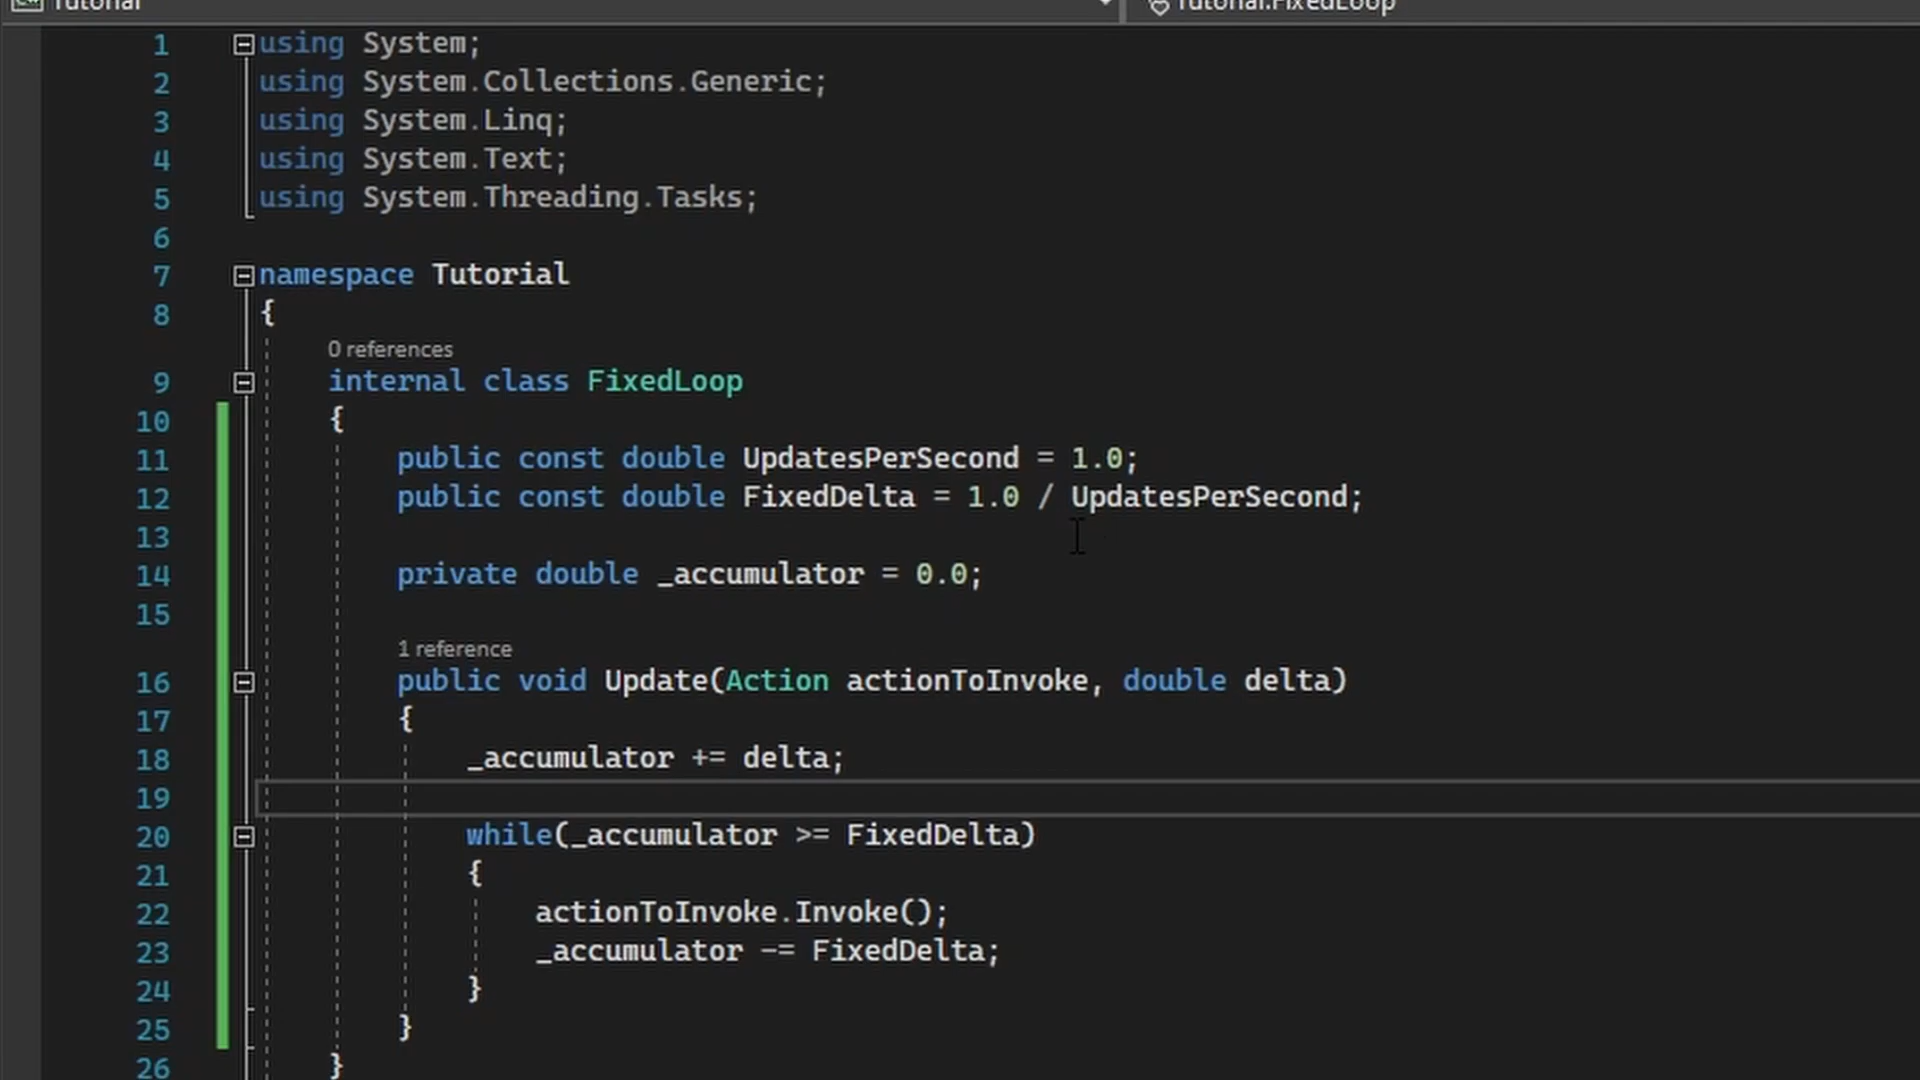 Tutorial
Tutorial.FixedLoop
1 using System;
2 using System.Collections.Generic;
3 using System.Linq;
4 using System.Text;
5 using System.Threading.Tasks;
6
7 namespace Tutorial
8 {
0 references
9 internal class FixedLoop
10 {
11 public const double UpdatesPerSecond = 1.0;
12 public const double FixedDelta = 1.0 / UpdatesPerSecond;
13
14 private double _accumulator = 0.0;
15
1 reference
16 public void Update(Action actionToInvoke, double delta)
17 {
18 _accumulator += delta;
19
20 while(_accumulator >= FixedDelta)
21 {
22 actionToInvoke.Invoke();
23 _accumulator -= FixedDelta;
24 }
25 }
26 }